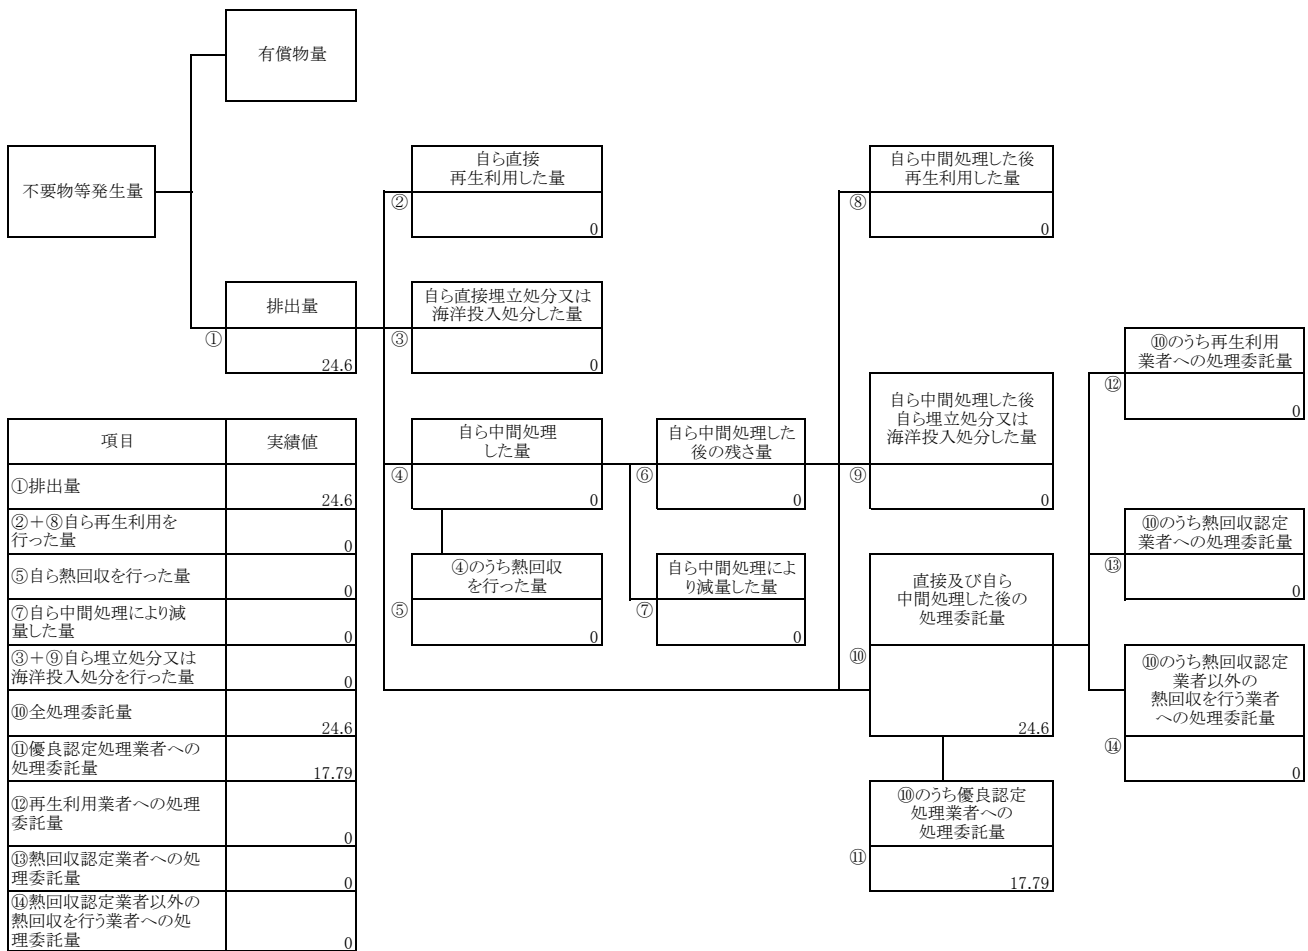 有償物量
不要物等発生量
自ら直接
再生利用した量
②
0
自ら中間処理した後
再生利用した量
⑧
0
排出量
①
24.6
自ら直接埋立処分又は
海洋投入処分した量
③
0
⑩のうち再生利用
業者への処理委託量
⑫
0
自ら中間処理
した量
④
0
自ら中間処理した
後の残さ量
⑥
0
自ら中間処理した後
自ら埋立処分又は
海洋投入処分した量
⑨
0
⑩のうち熱回収認定
業者への処理委託量
⑬
0
④のうち熱回収
を行った量
⑤
0
自ら中間処理によ
り減量した量
⑦
0
直接及び自ら
中間処理した後の
処理委託量
⑩
24.6
⑩のうち熱回収認定
業者以外の
熱回収を行う業者
への処理委託量
⑭
0
⑩のうち優良認定
処理業者への
処理委託量
⑪
17.79
項目 実績値
①排出量
24.6
②+⑧自ら再生利用を
行った量
0
⑤自ら熱回収を行った量
0
⑦自ら中間処理により減
量した量
0
③+⑨自ら埋立処分又は
海洋投入処分を行った量
0
⑩全処理委託量
24.6
⑪優良認定処理業者への
処理委託量
17.79
⑫再生利用業者への処理
委託量
0
⑬熱回収認定業者への処
理委託量
0
⑭熱回収認定業者以外の
熱回収を行う業者への処
理委託量
0